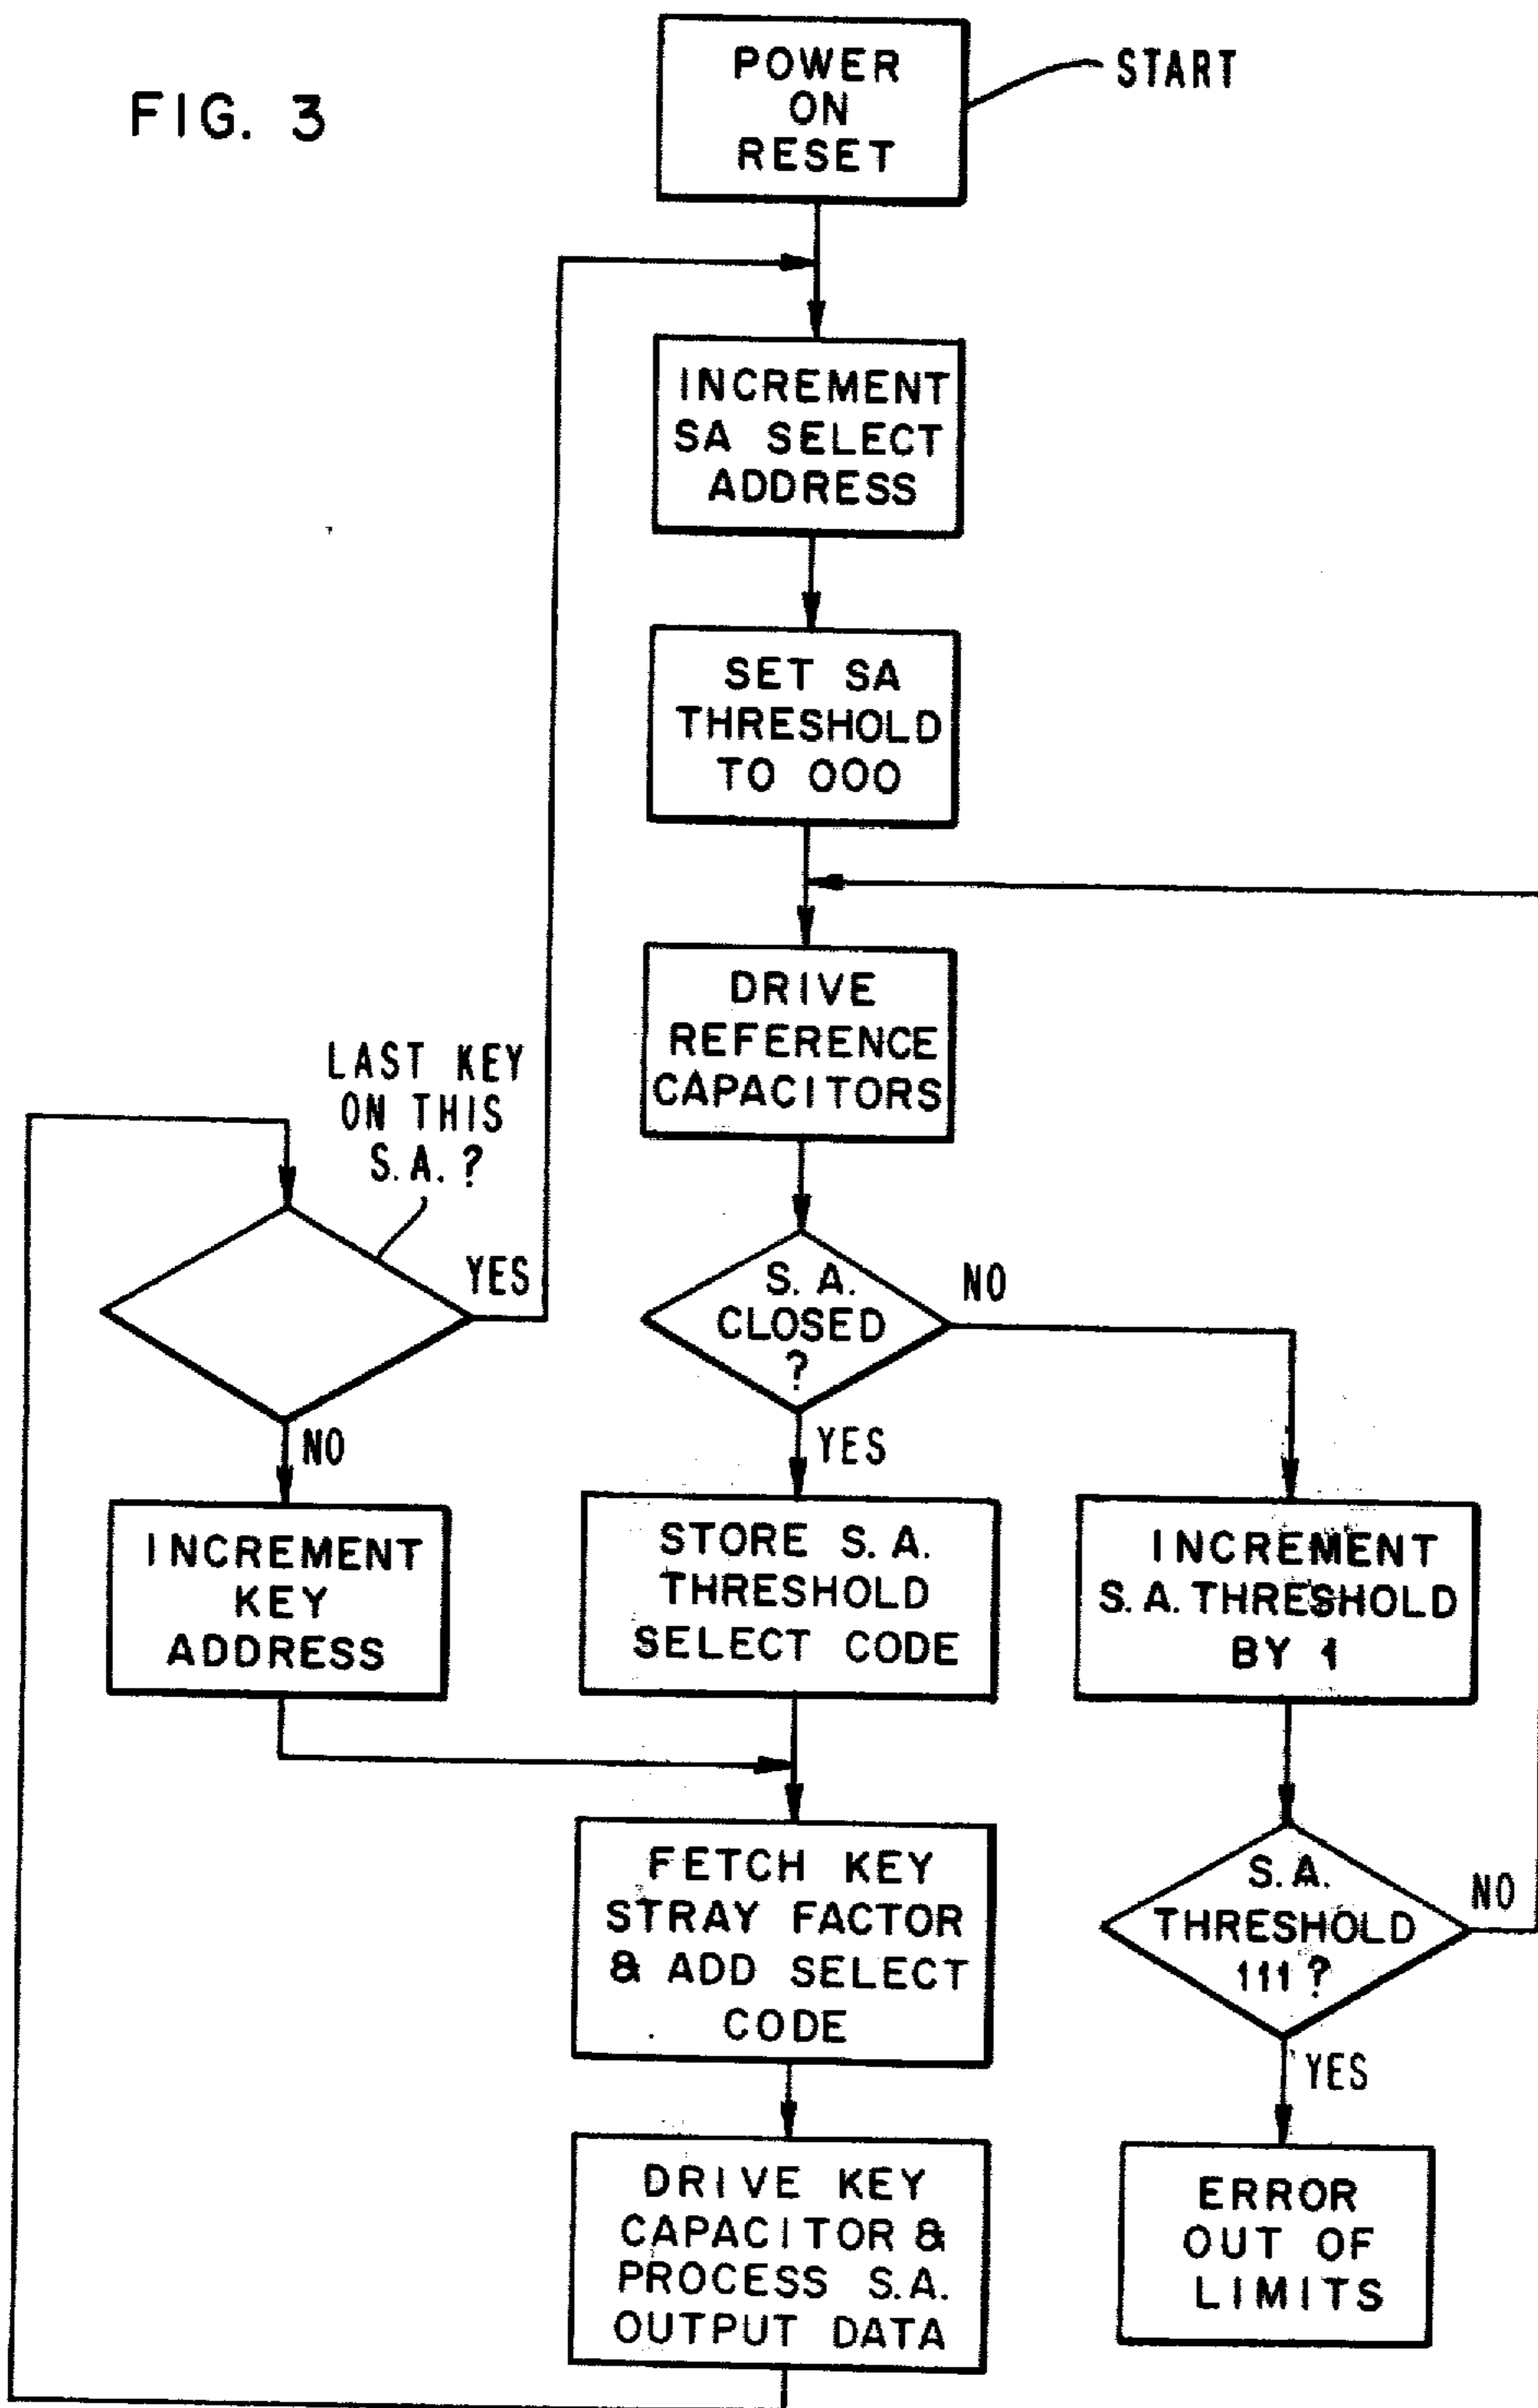 FIG. 3
POWER
ON
RESET
START
INCREMENT
SA SELECT
ADDRESS
SET SA
THRESHOLD
TO 000
DRIVE
REFERENCE
CAPACITORS
LAST KEY
ON THIS
S.A.?
YES
NO
S. A.
CLOSED
?
NO
YES
INCREMENT
KEY
ADDRESS
STORE S. A.
THRESHOLD
SELECT CODE
INCREMENT
S. A. THRESHOLD
BY 1
FETCH KEY
STRAY FACTOR
& ADD SELECT
CODE
S. A.
THRESHOLD
111?
NO
YES
DRIVE KEY
CAPACITOR &
PROCESS S.A.
OUTPUT DATA
ERROR
OUT OF
LIMITS